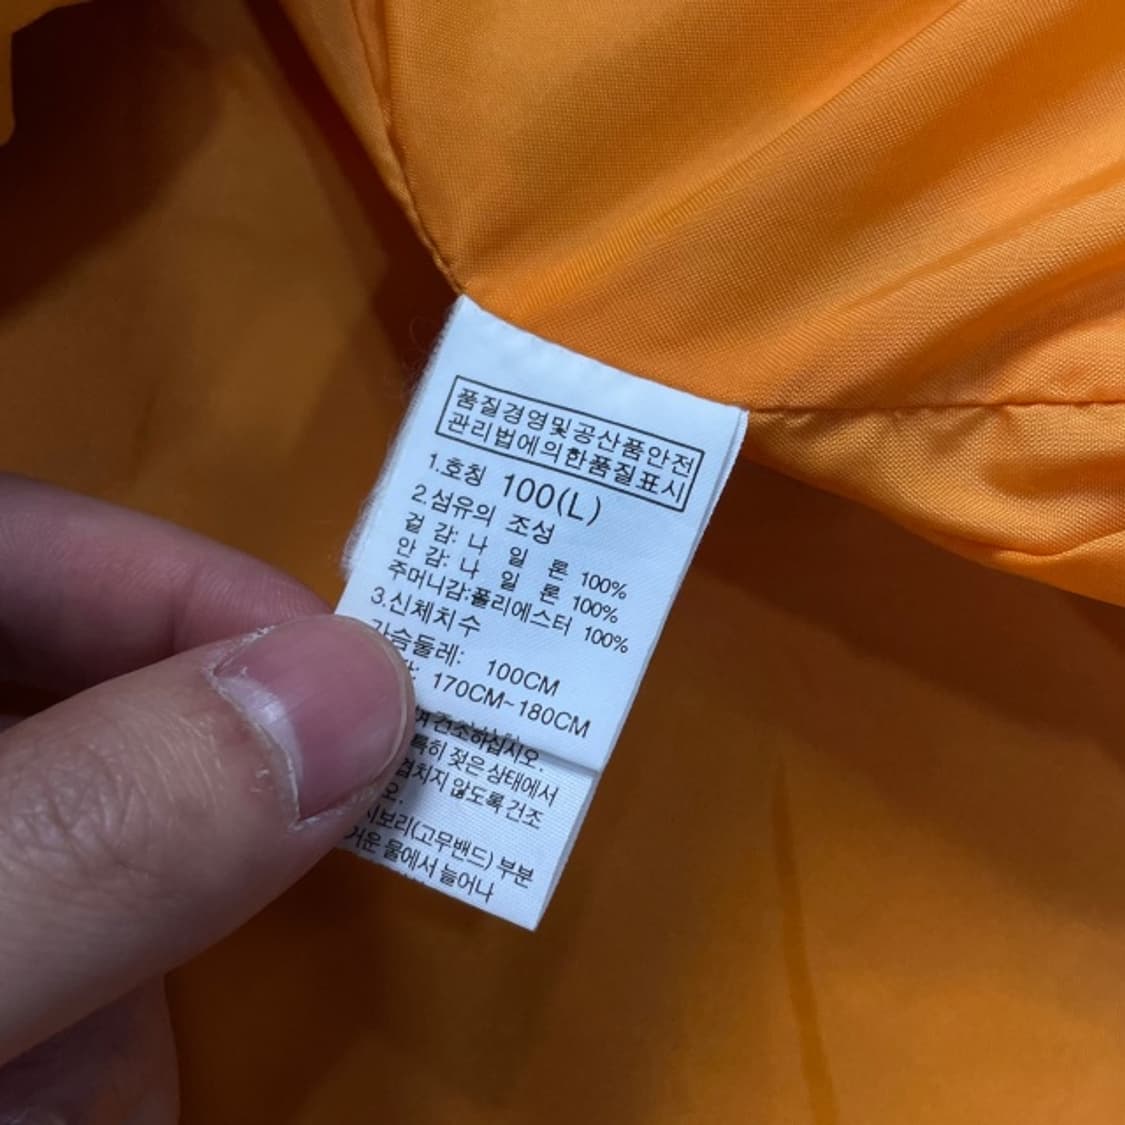 품질경영및공산품안전
관리법에의한품질표시
1.호칭 100(L)
2.섬유의 조성
겉 감: 나 일 론 100%
안 감: 나 일 론 100%
주머니감:폴리에스터 100%
3.신체치수
가슴둘레: 100CM
170CM~180CM
건조하십시오.
젖은 상태에서
겹치지 않도록 건조
오.
시보리(고무밴드) 부분
물에서 늘어나